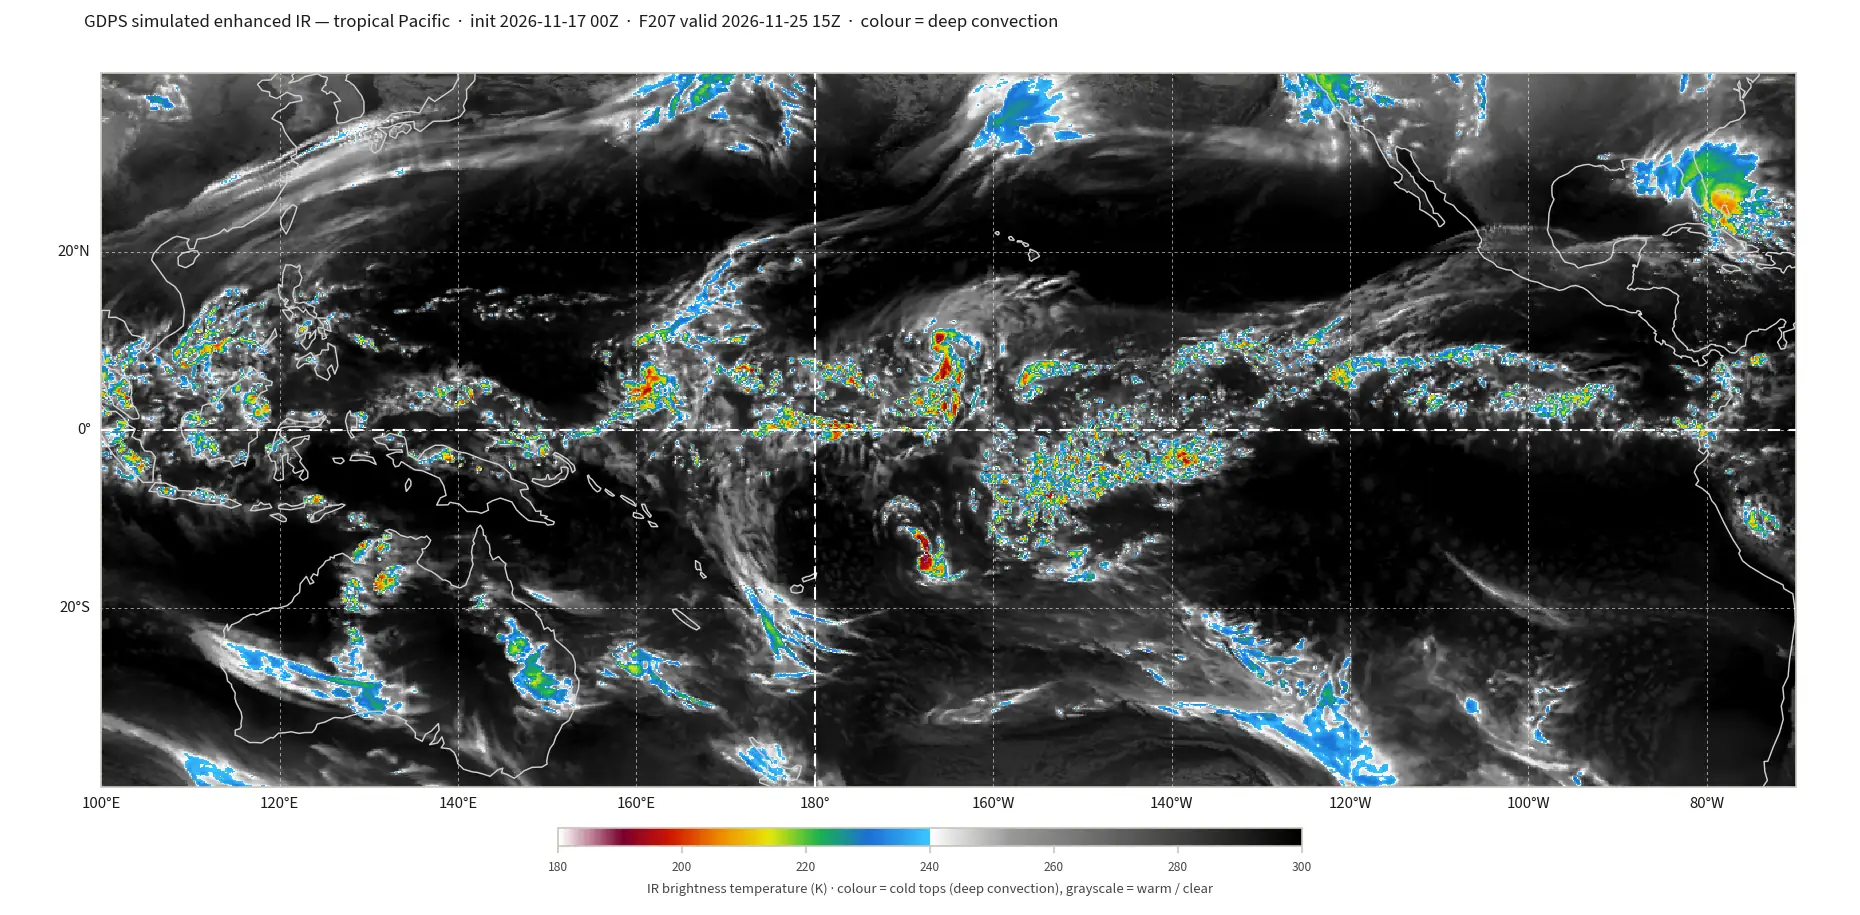 GDPS simulated enhanced IR — tropical Pacific · init 2026-11-17 00Z · F207 valid 2026-11-25 15Z · colour = deep convection
20°N
0°
20°S
100°E 120°E 140°E 160°E 180° 160°W 140°W 120°W 100°W 80°W
180 200 220 240 260 280 300
IR brightness temperature (K) · colour = cold tops (deep convection), grayscale = warm / clear